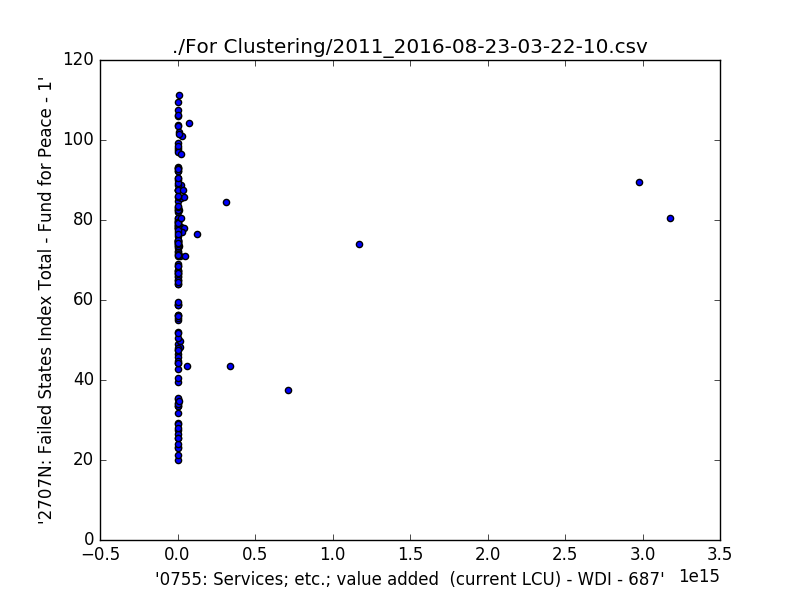 ./For Clustering/2011_2016-08-23-03-22-10.csv
120
100
80
60
40
20
0
'2707N: Failed States Index Total - Fund for Peace - 1'
−0.5 0.0 0.5 1.0 1.5 2.0 2.5 3.0 3.5
1e15
'0755: Services; etc.; value added  (current LCU) - WDI - 687'